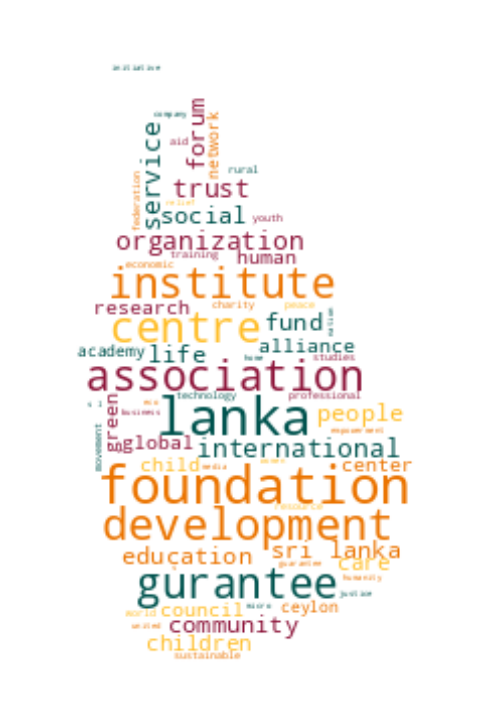 initiative
company
forum
aid
network
service
rural
federation
trust
relief
social
youth
organization
training
human
economic
institute
research
charity
peace
centre
fund
nation
academy
life
alliance
home
studies
association
technology
professional
green
eco
business
lanka
people
empowerment
movement
global
international
child
media
center
foundation
resource
development
education
sri lanka
guarantee
care
humanity
gurantee
justice
world
council
micro
ceylon
united
community
children
sustainable